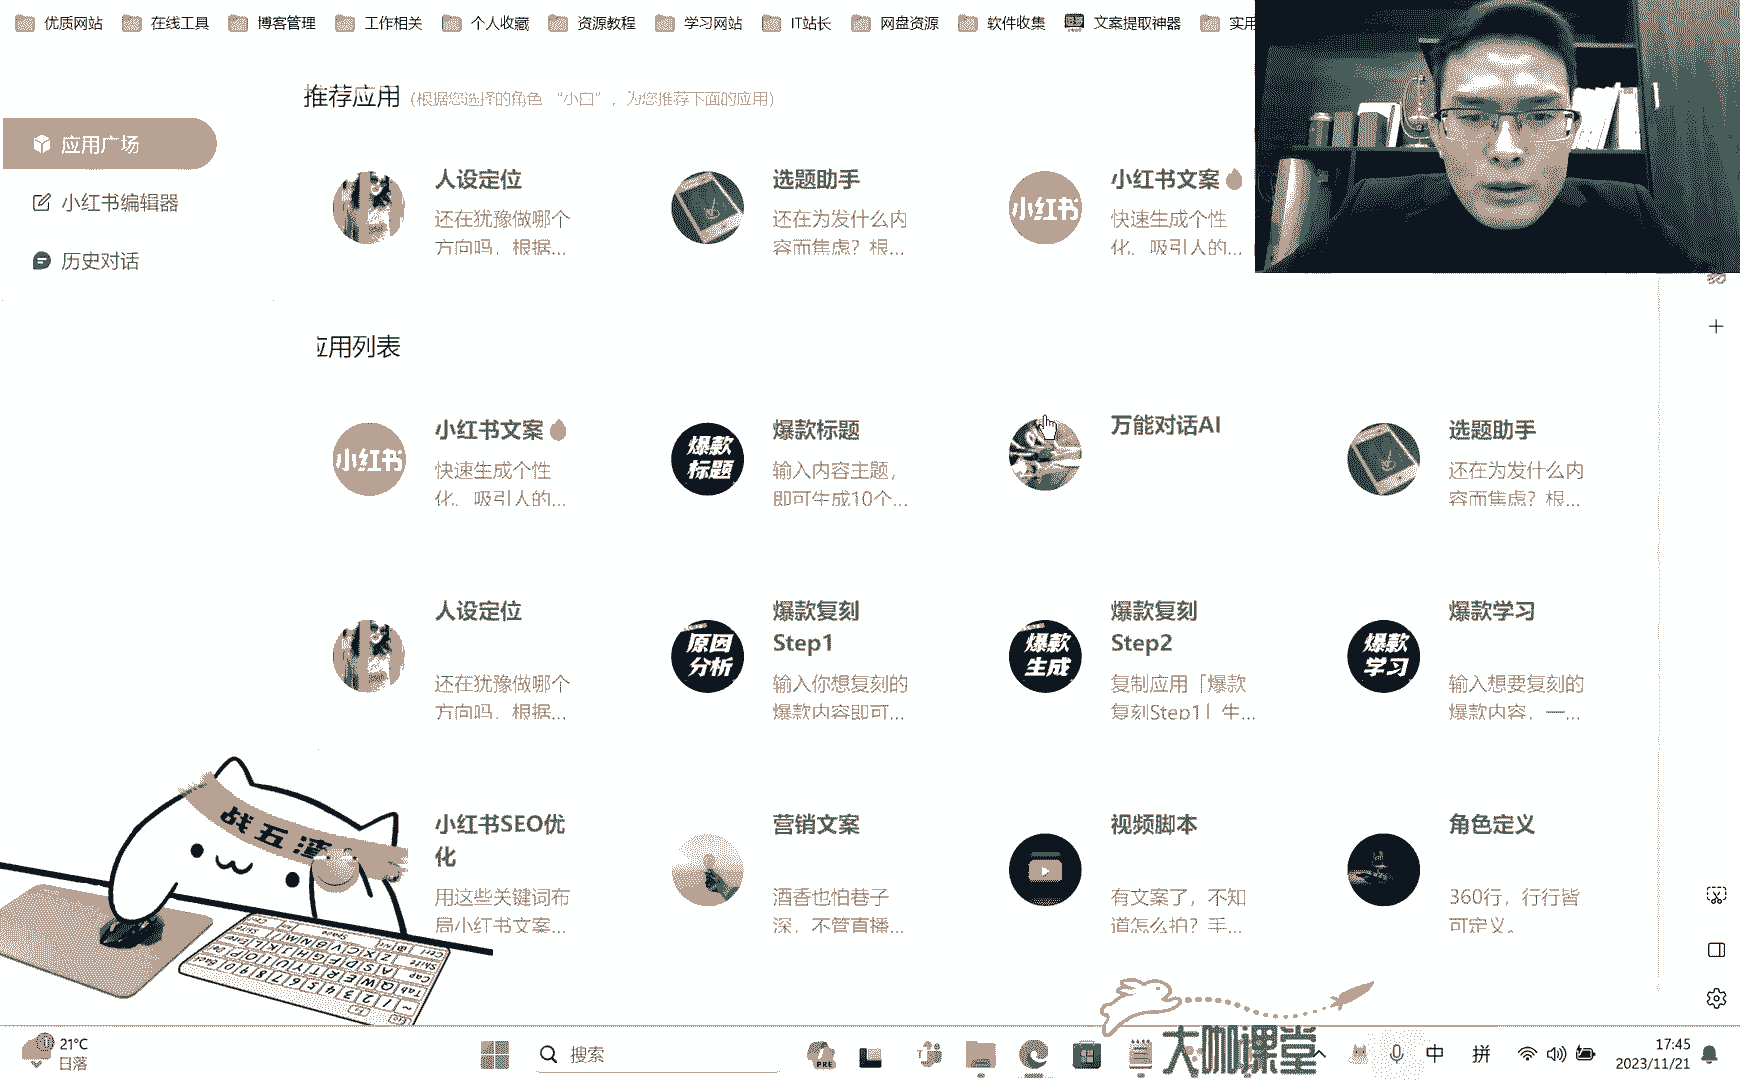 优质网站 在线工具 博客管理 工作相关 个人收藏 资源教程 学习网站 IT站长 网盘资源 软件收集 文案提取神器 实用
推荐应用 (根据您选择的角色 “小白”，为您推荐下面的应用)
应用广场
小红书编辑器
历史对话
人设定位
还在犹豫做哪个
方向吗，根据...
选题助手
还在为发什么内
容而焦虑？根...
小红书
小红书文案
快速生成个性
化、吸引人的...
应用列表
小红书
小红书文案
快速生成个性
化、吸引人的...
爆款
标题
爆款标题
输入内容主题，
即可生成10个...
万能对话AI
选题助手
还在为发什么内
容而焦虑？根...
人设定位
还在犹豫做哪个
方向吗，根据...
原因
分析
爆款复刻
Step1
输入你想复刻的
爆款内容即可...
爆款
生成
爆款复刻
Step2
复制应用「爆款
复刻Step1」生...
爆款
学习
爆款学习
输入想要复刻的
爆款内容，一...
小红书SEO优
化
用这些关键词布
局小红书文案...
营销文案
酒香也怕巷子
深，不管直播...
视频脚本
有文案了，不知
道怎么拍？手...
角色定义
360行，行行皆
可定义。
战五渣
大咖课堂
21°C
日落
搜索
PRE
中 拼
17:45
2023/11/21